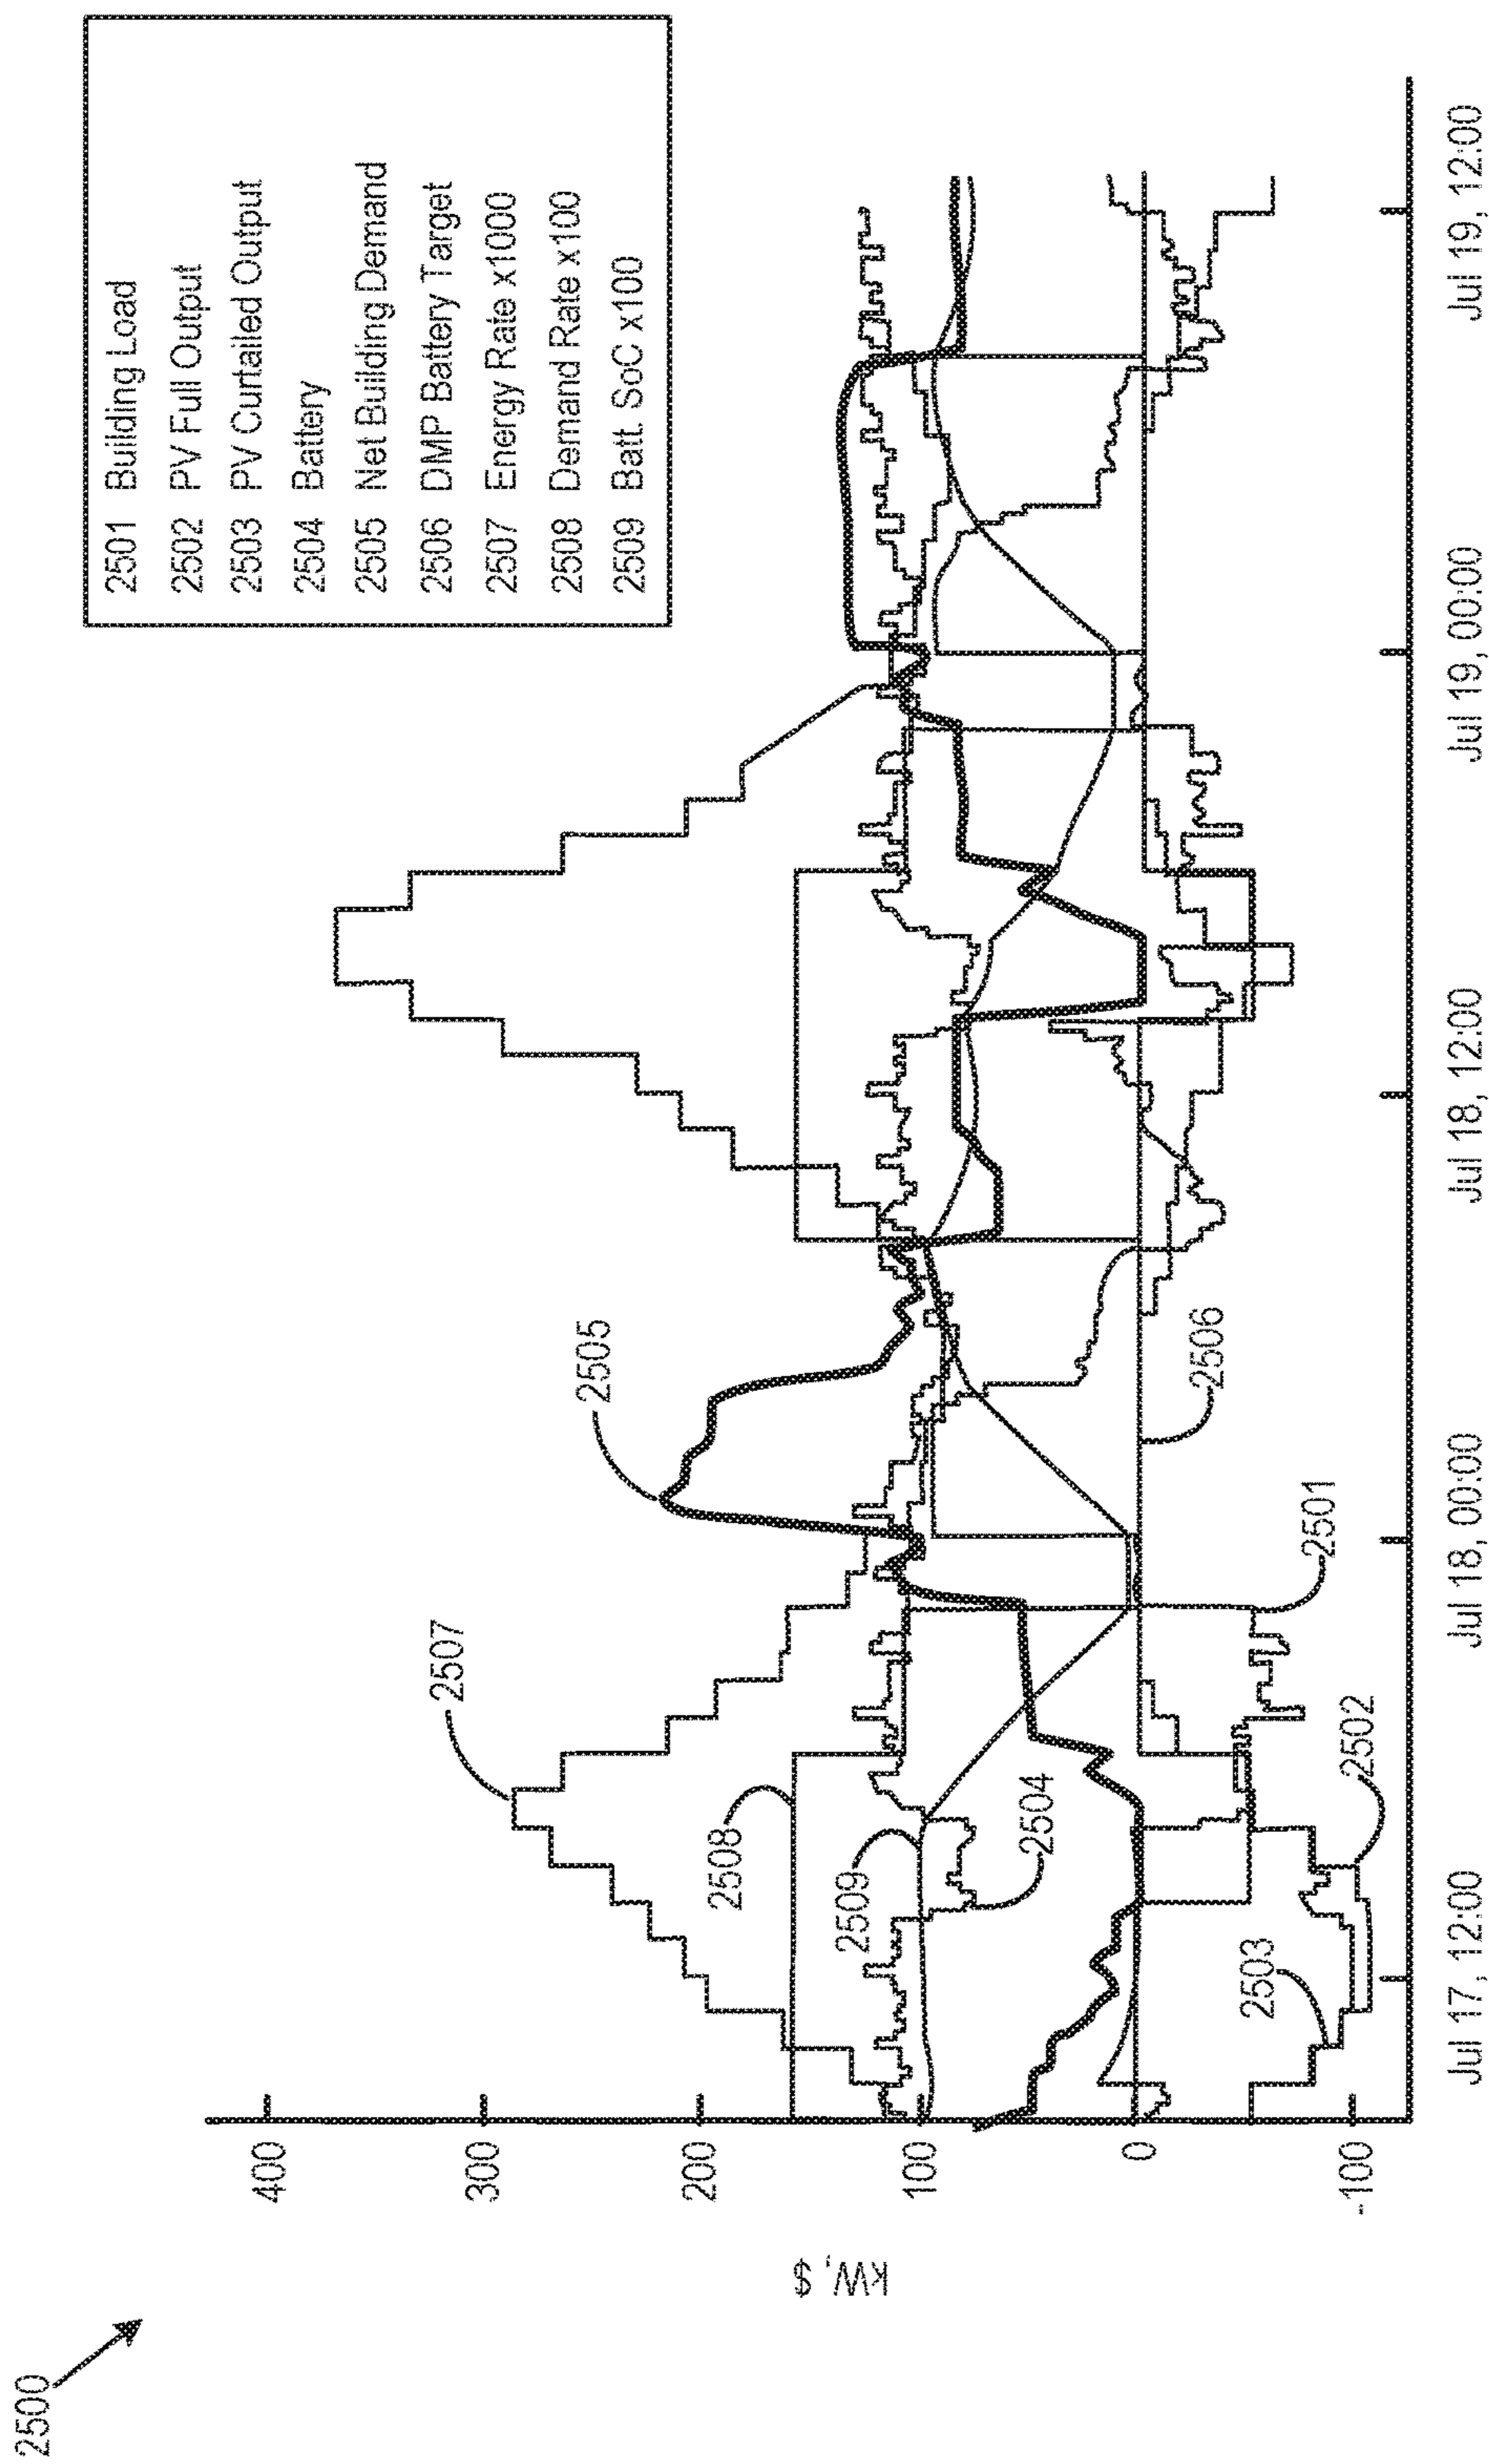 2500
2501 Building Load
2502 PV Full Output
2503 PV Curtailed Output
2504 Battery
2505 Net Building Demand
2506 DMP Battery Target
2507 Energy Rate x1000
2508 Demand Rate x100
2509 Batt. SoC x100
kW, $
400
300
200
100
0
-100
2507
2505
2508
2509
2504
2506
2503
2502
2501
Jul 17, 12:00
Jul 18, 00:00
Jul 18, 12:00
Jul 19, 00:00
Jul 19, 12:00